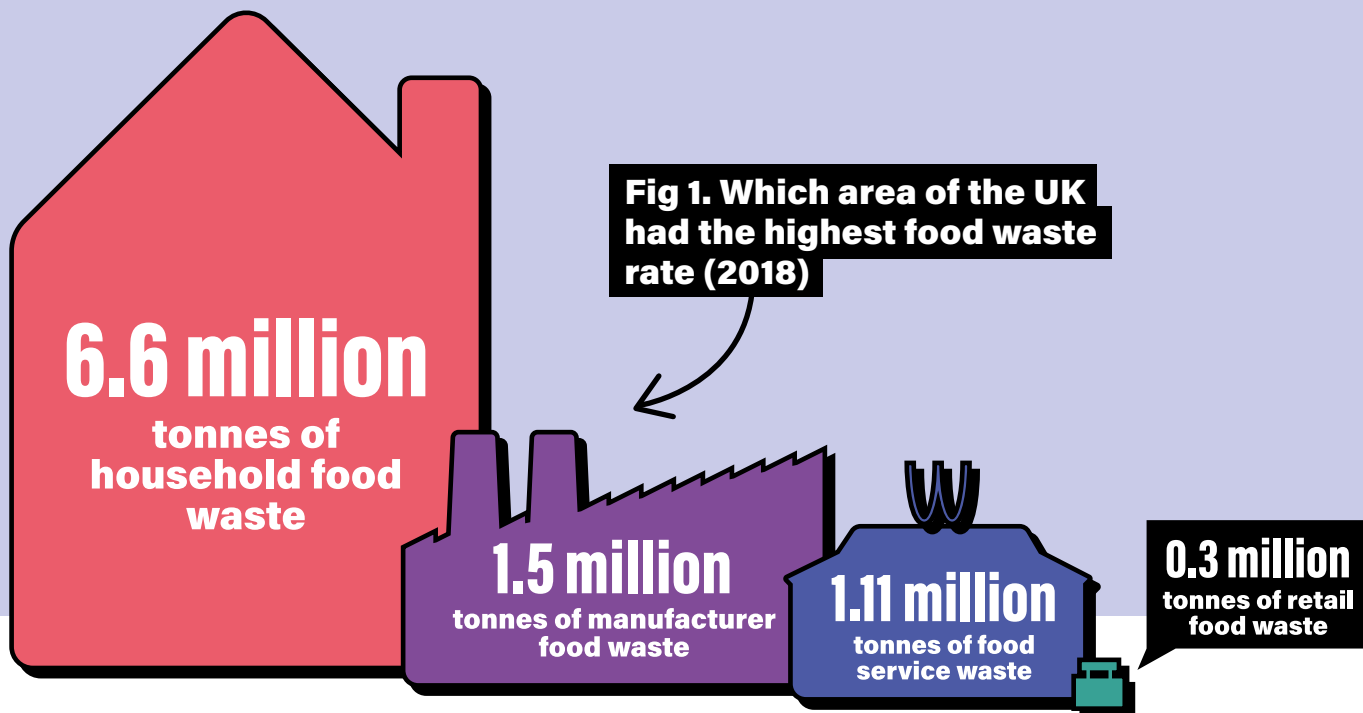 Fig 1. Which area of the UK
had the highest food waste
rate (2018)
6.6 million
tonnes of
household food
waste
1.5 million
tonnes of manufacturer
food waste
1.11 million
tonnes of food
service waste
0.3 million
tonnes of retail
food waste